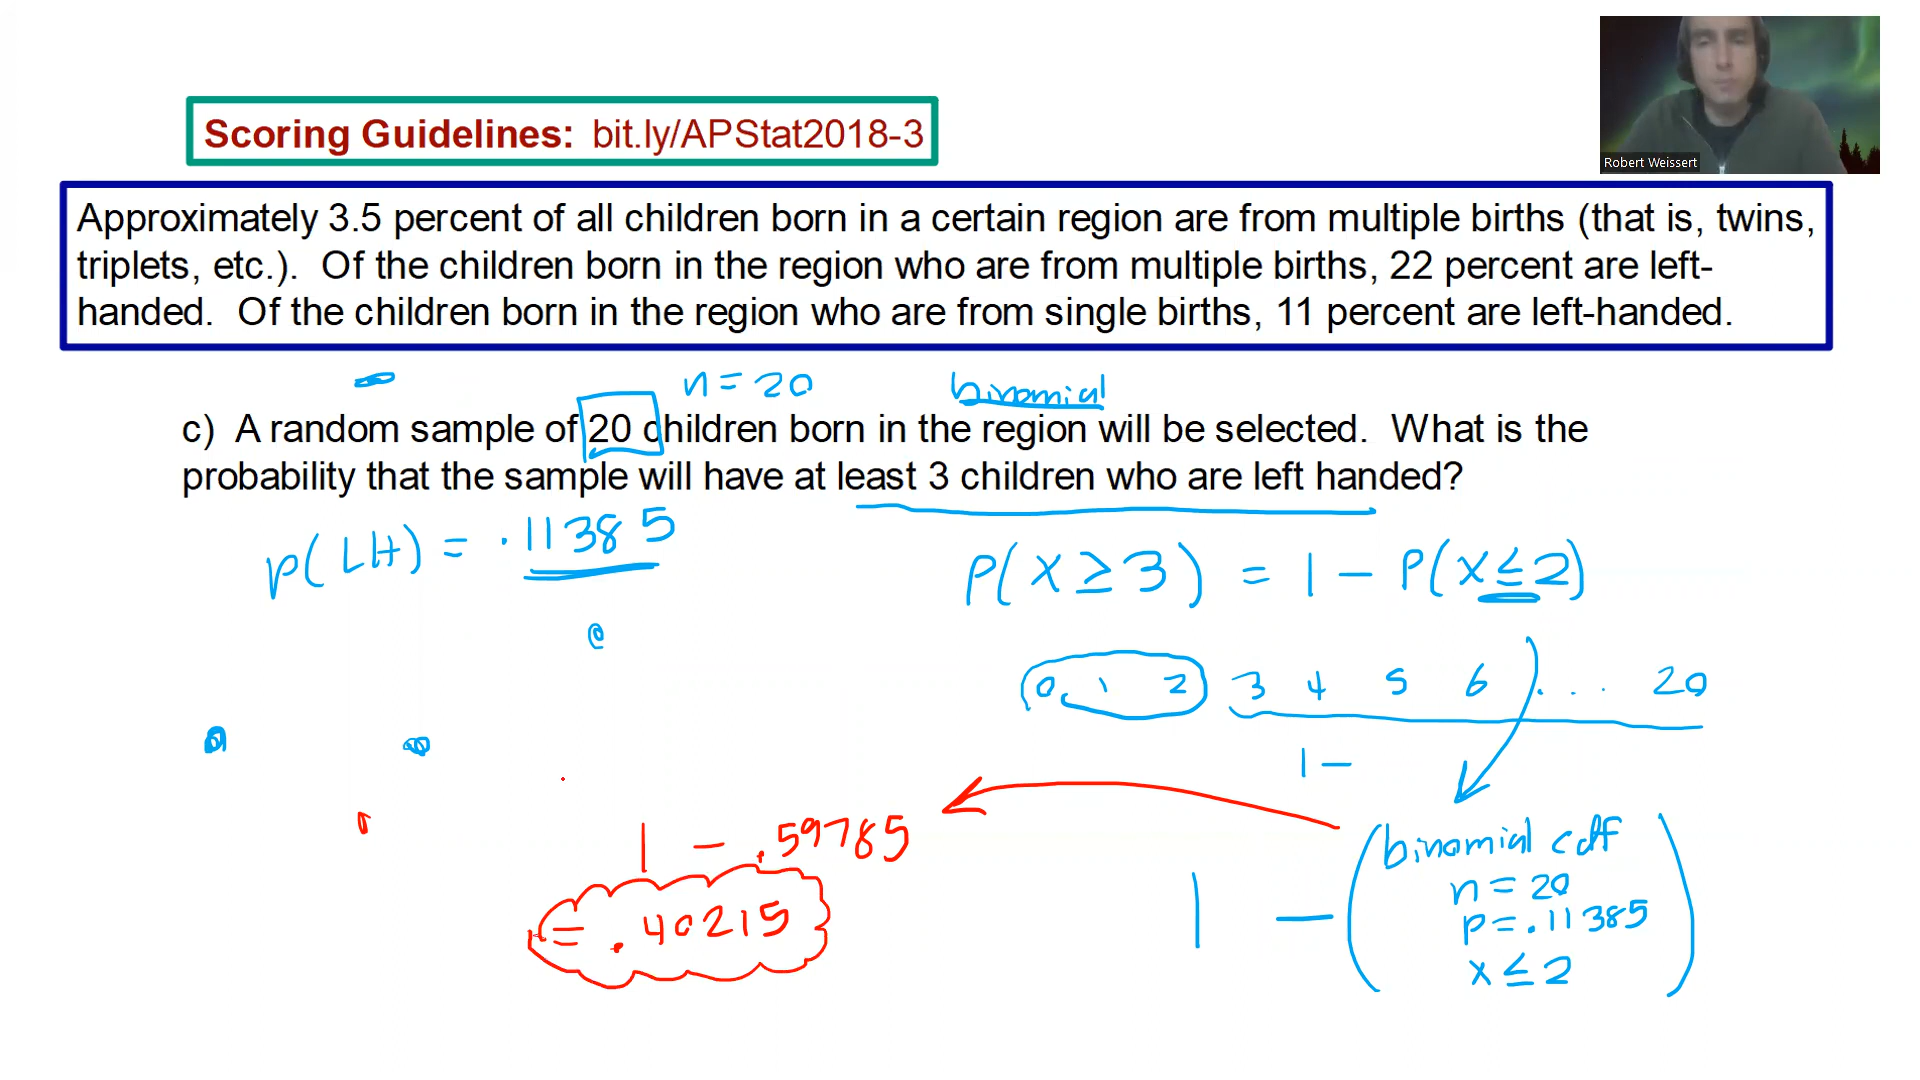 Scoring Guidelines: bit.ly/APStat2018-3
Robert Weissert
Approximately 3.5 percent of all children born in a certain region are from multiple births (that is, twins,
triplets, etc.). Of the children born in the region who are from multiple births, 22 percent are left-
handed. Of the children born in the region who are from single births, 11 percent are left-handed.
n = 20 binomial
c) A random sample of 20 children born in the region will be selected. What is the
probability that the sample will have at least 3 children who are left handed?
P(LH) = .11385
P(X ≥ 3) = 1 - P(X ≤ 2)
0, 1 2 3 4 5 6 ... 20
1 -
1 - .59785
= .40215
1 - (binomial cdf
n = 20
p = .11385
x ≤ 2)